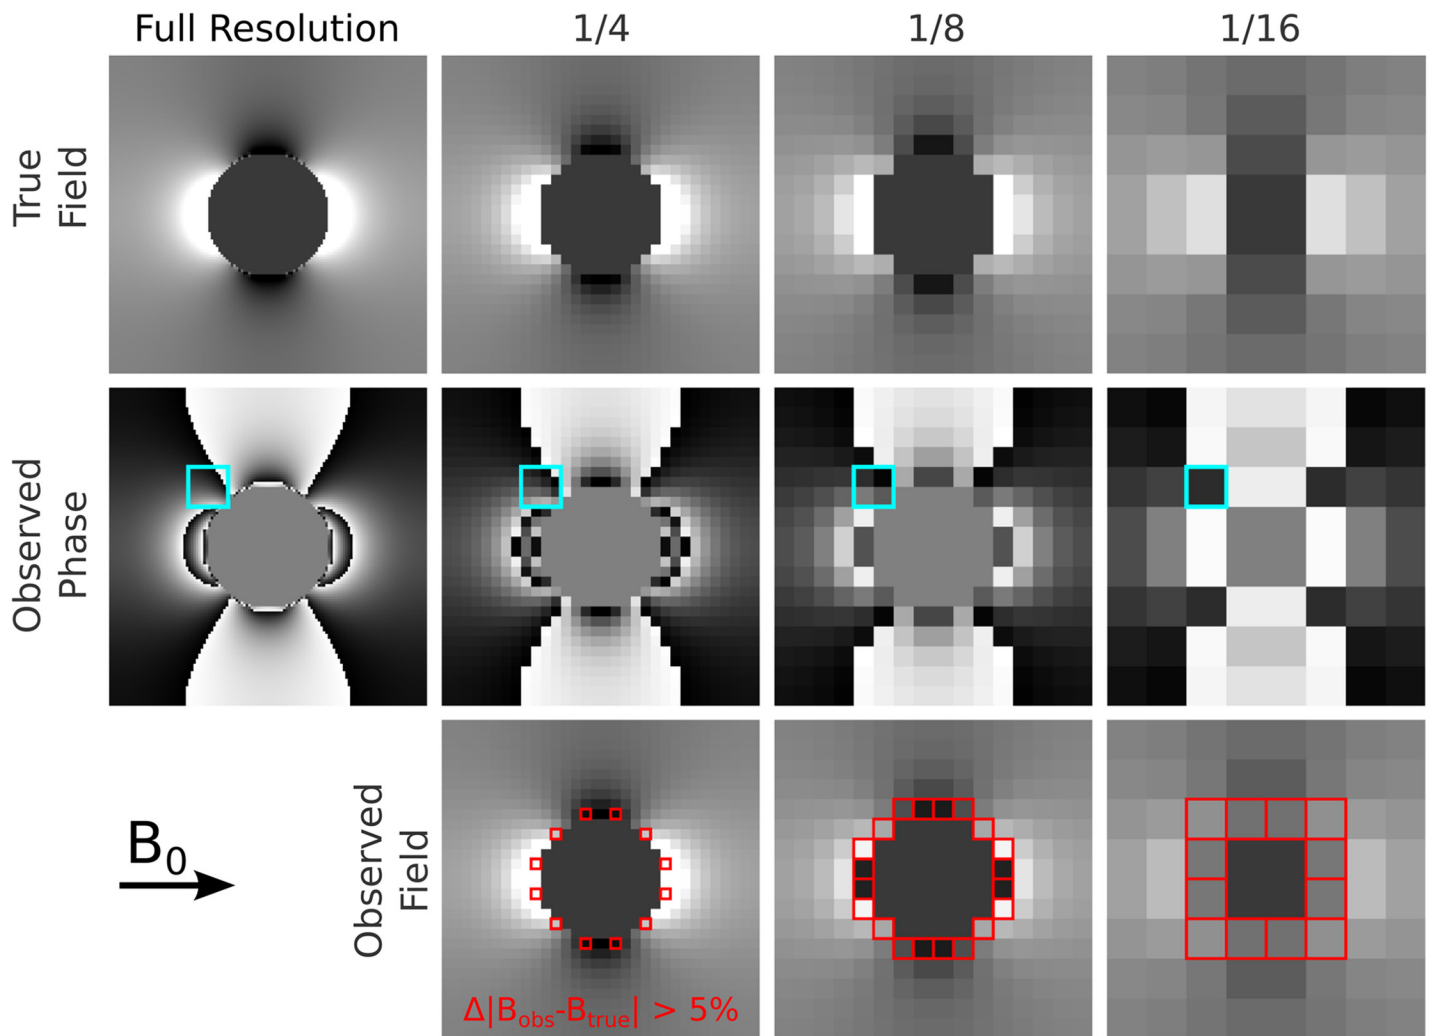 Full Resolution 1/4 1/8 1/16
True
Field
Observed
Phase
B₀
Observed
Field
Δ|Bobs-Btrue| > 5%